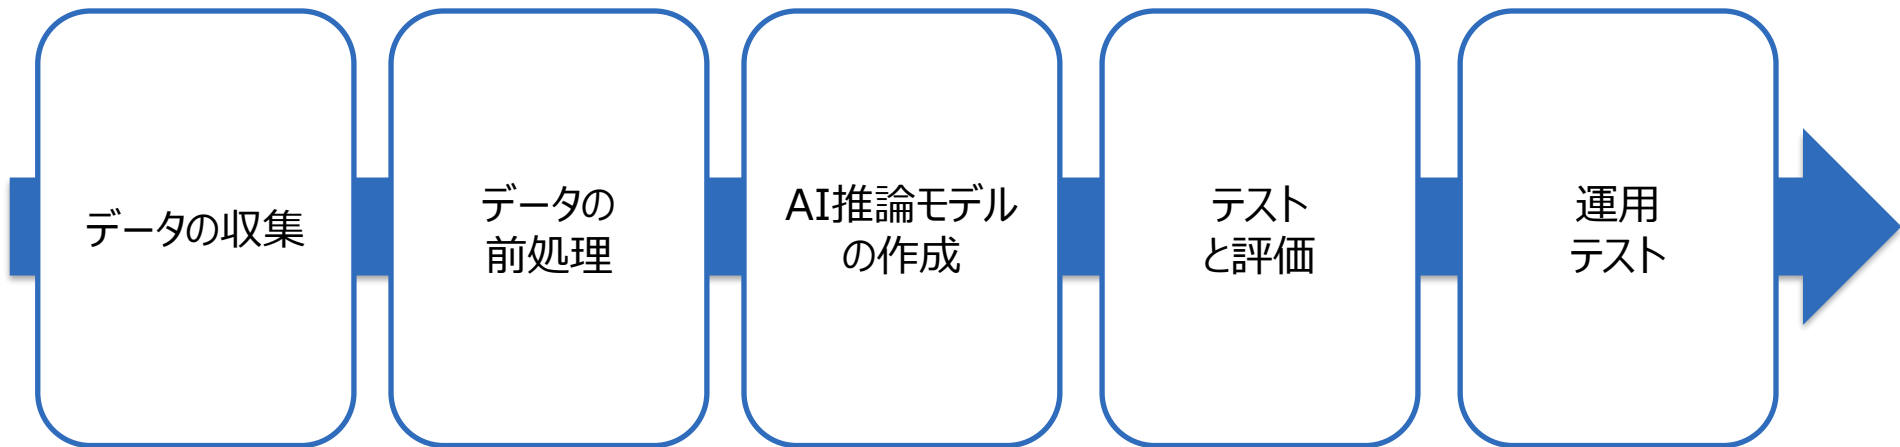 データの収集
データの
前処理
AI推論モデル
の作成
テスト
と評価
運用
テスト